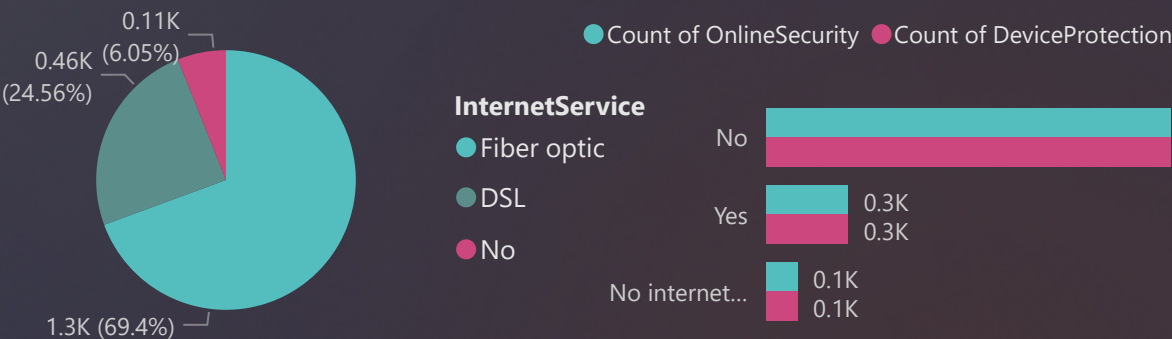 0.11K
(6.05%)
0.46K
(24.56%)
1.3K (69.4%)
InternetService
Fiber optic
DSL
No
Count of OnlineSecurity Count of DeviceProtection
No
Yes
0.3K
0.3K
No internet...
0.1K
0.1K